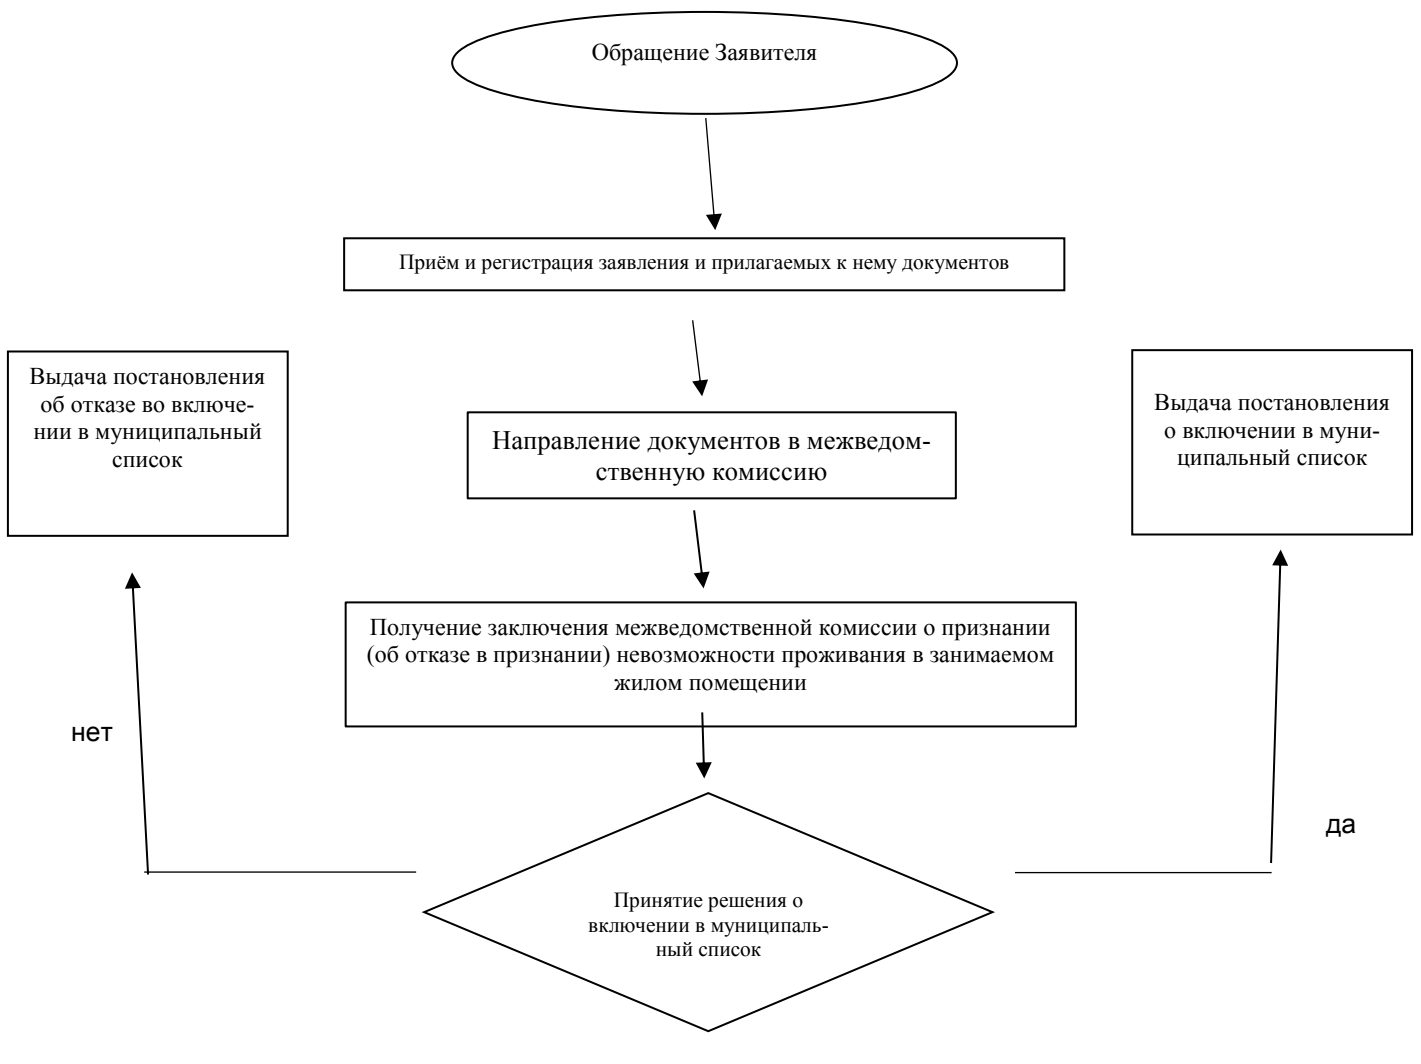 Обращение Заявителя
Приём и регистрация заявления и прилагаемых к нему документов
Выдача постановления
об отказе во включе-
нии в муниципальный
список
Направление документов в межведом-
ственную комиссию
Выдача постановления
о включении в муни-
ципальный список
Получение заключения межведомственной комиссии о признании
(об отказе в признании) невозможности проживания в занимаемом
жилом помещении
нет
да
Принятие решения о
включении в муниципаль-
ный список